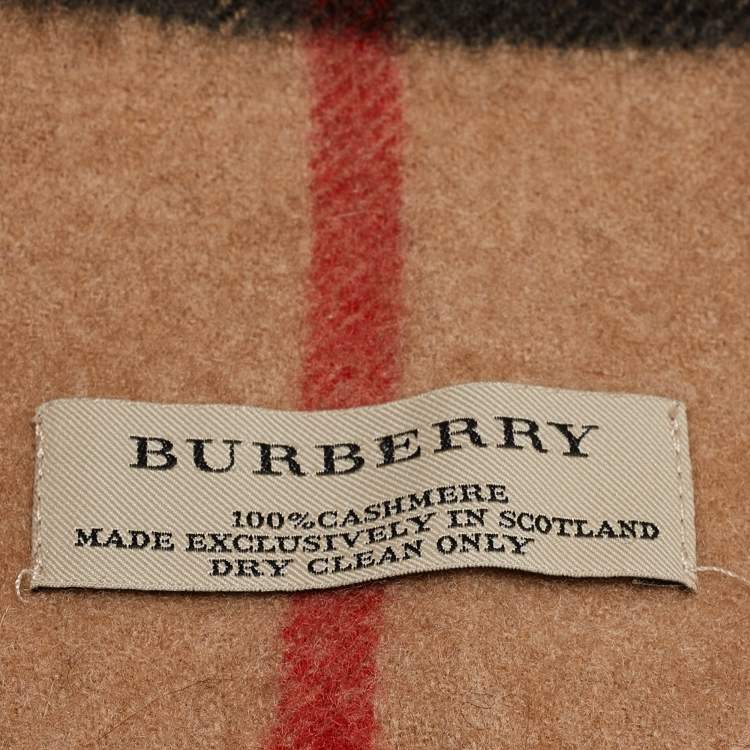 BURBERRY
100%CASHMERE
MADE EXCLUSIVELY IN SCOTLAND
DRY CLEAN ONLY